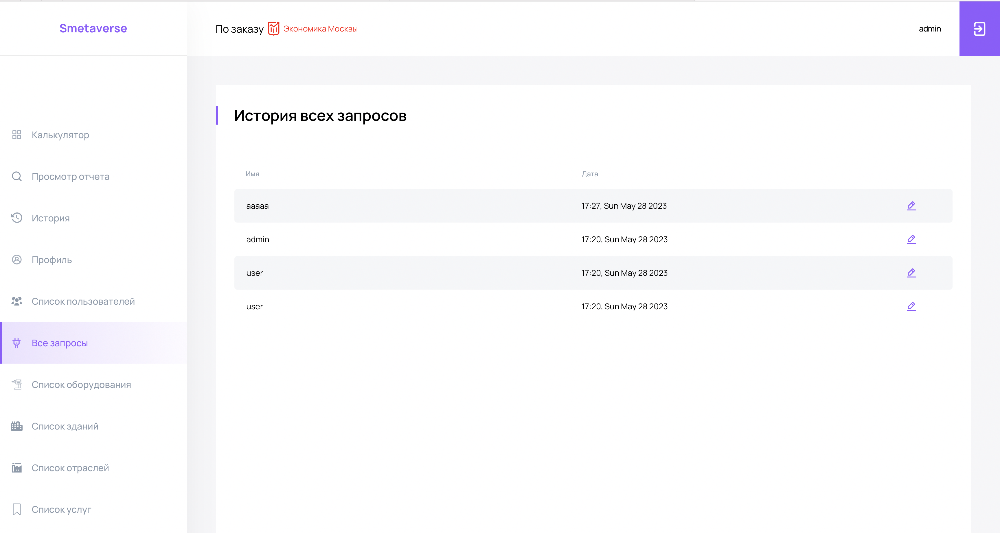 Smetaverse
По заказу Экономика Москвы
admin
Калькулятор
Просмотр отчета
История
Профиль
Список пользователей
Все запросы
Список оборудования
Список зданий
Список отраслей
Список услуг
История всех запросов
Имя Дата
aaaaa 17:27, Sun May 28 2023
admin 17:20, Sun May 28 2023
user 17:20, Sun May 28 2023
user 17:20, Sun May 28 2023